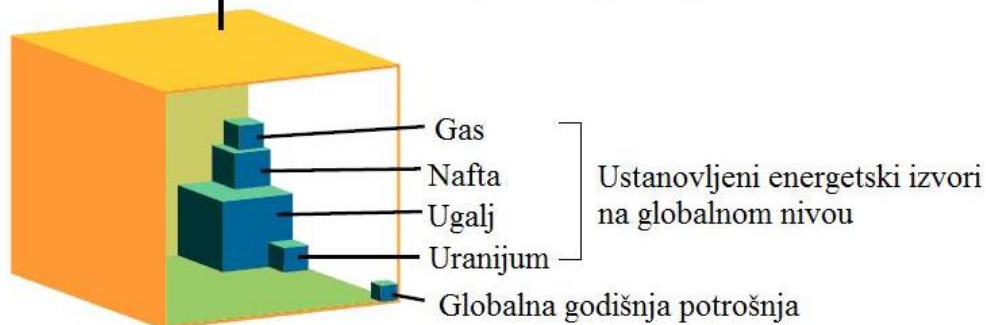 Gas
Nafta
Ugalj
Uranijum
Ustanovljeni energetski izvori
na globalnom nivou
Globalna godišnja potrošnja